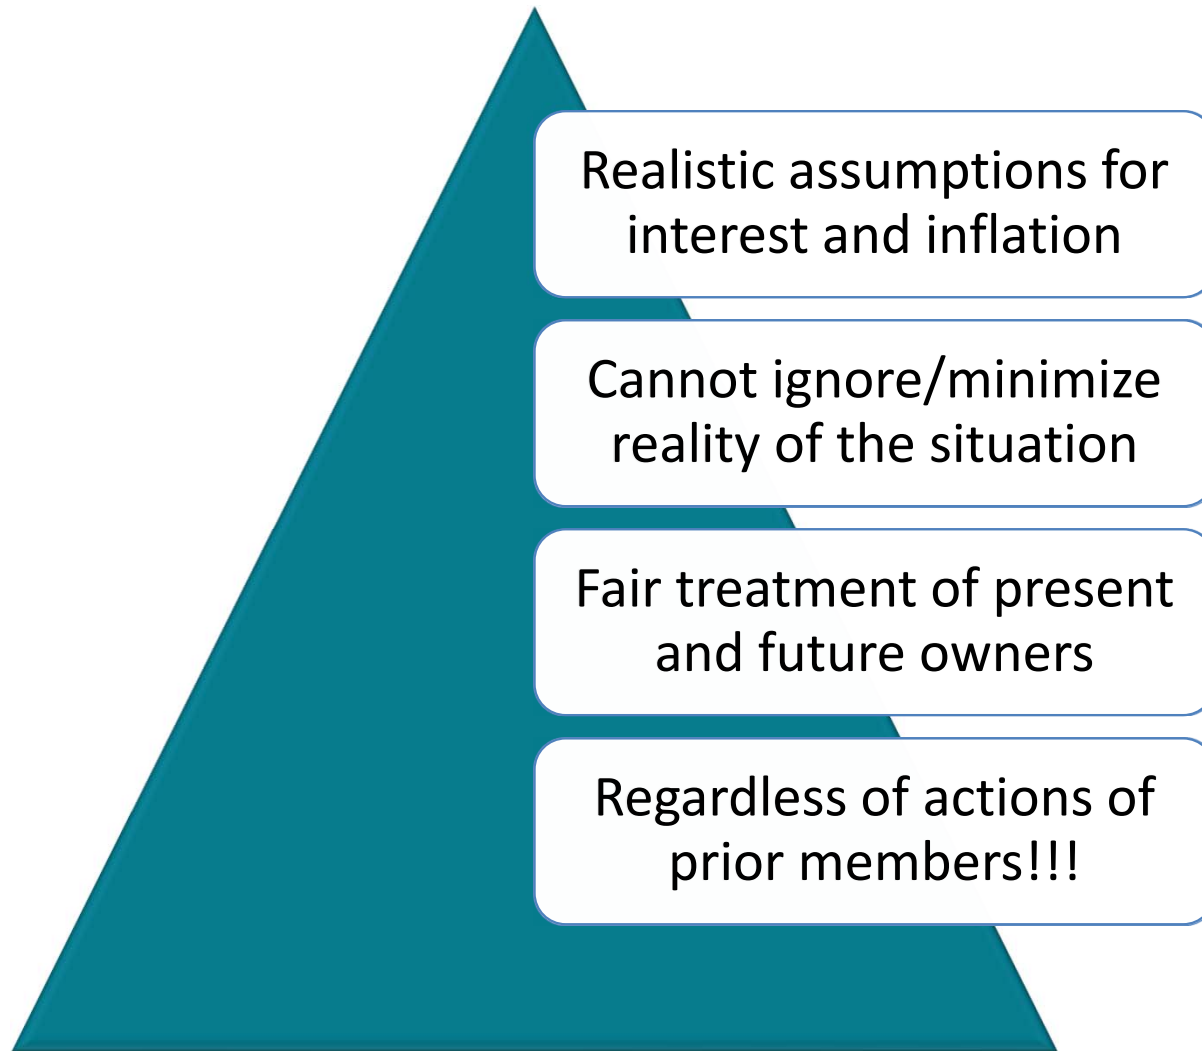 Realistic assumptions for
interest and inflation
Cannot ignore/minimize
reality of the situation
Fair treatment of present
and future owners
Regardless of actions of
prior members!!!